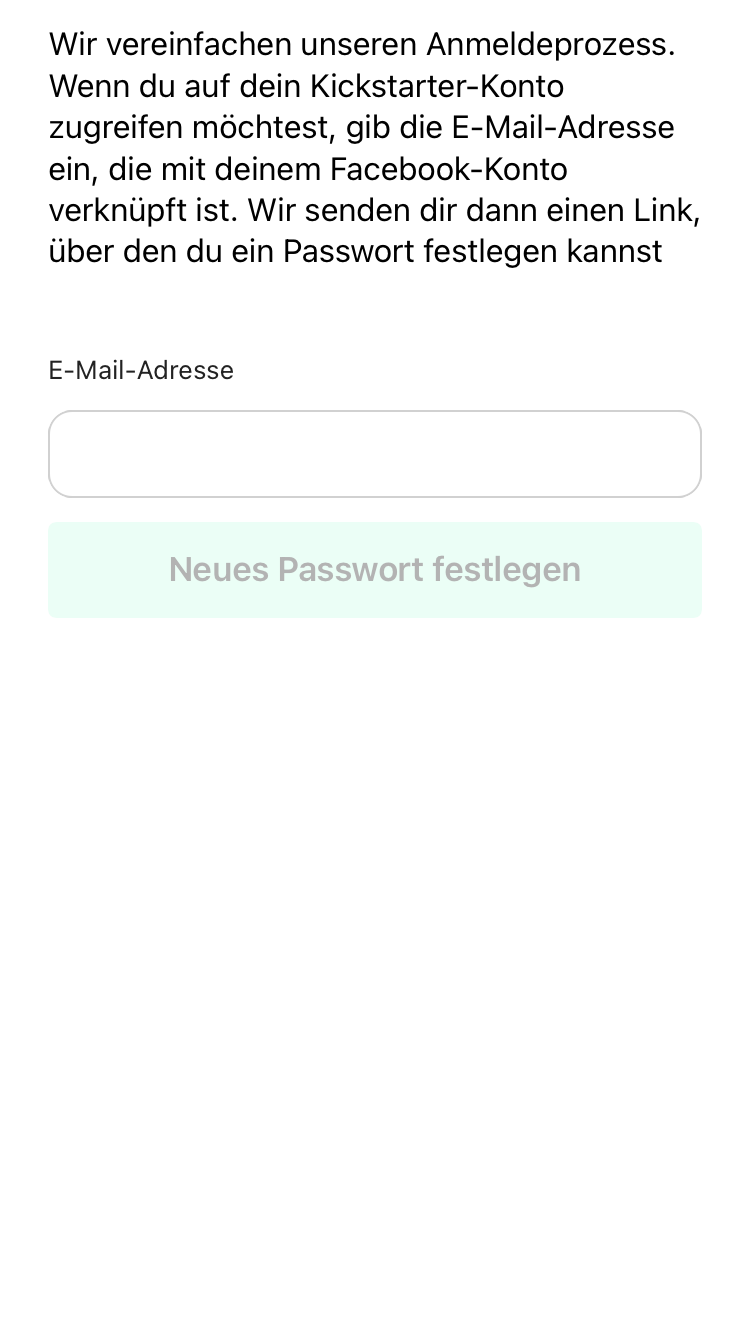 Wir vereinfachen unseren Anmeldeprozess.
Wenn du auf dein Kickstarter-Konto
zugreifen möchtest, gib die E-Mail-Adresse
ein, die mit deinem Facebook-Konto
verknüpft ist. Wir senden dir dann einen Link,
über den du ein Passwort festlegen kannst
E-Mail-Adresse
Neues Passwort festlegen